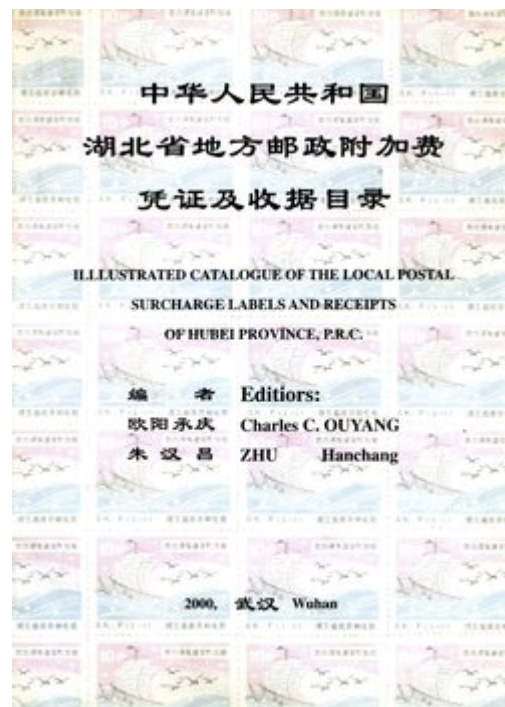 中华人民共和国
湖北省地方邮政附加费
凭证及收据目录
ILLLUSTRATED CATALOGUE OF THE LOCAL POSTAL
SURCHARGE LABELS AND RECEIPTS
OF HUBEI PROVINCE, P.R.C.
编 者 Editiors:
欧阳承庆 Charles C. OUYANG
朱汉昌 ZHU Hanchang
2000, 武汉 Wuhan